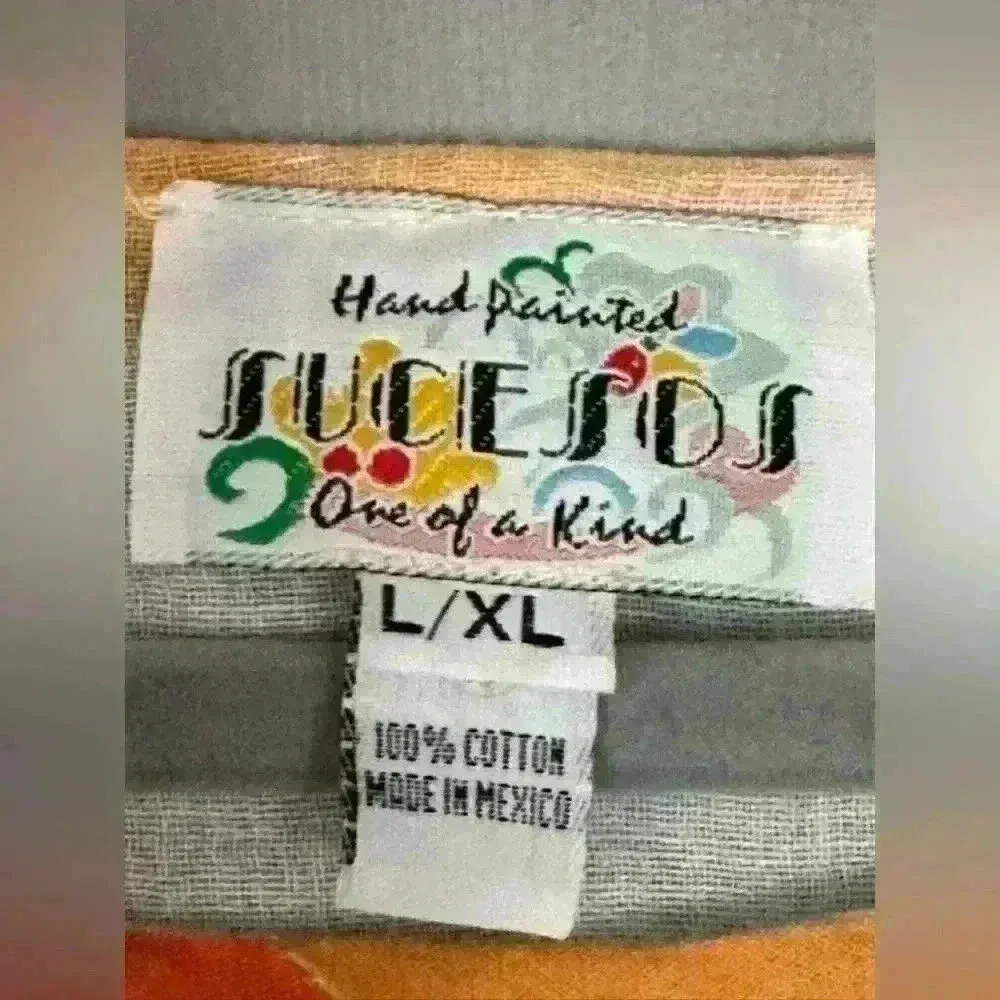 Hand Painted
SUCESOS
One of a Kind
L/XL
100% COTTON
MADE IN MEXICO